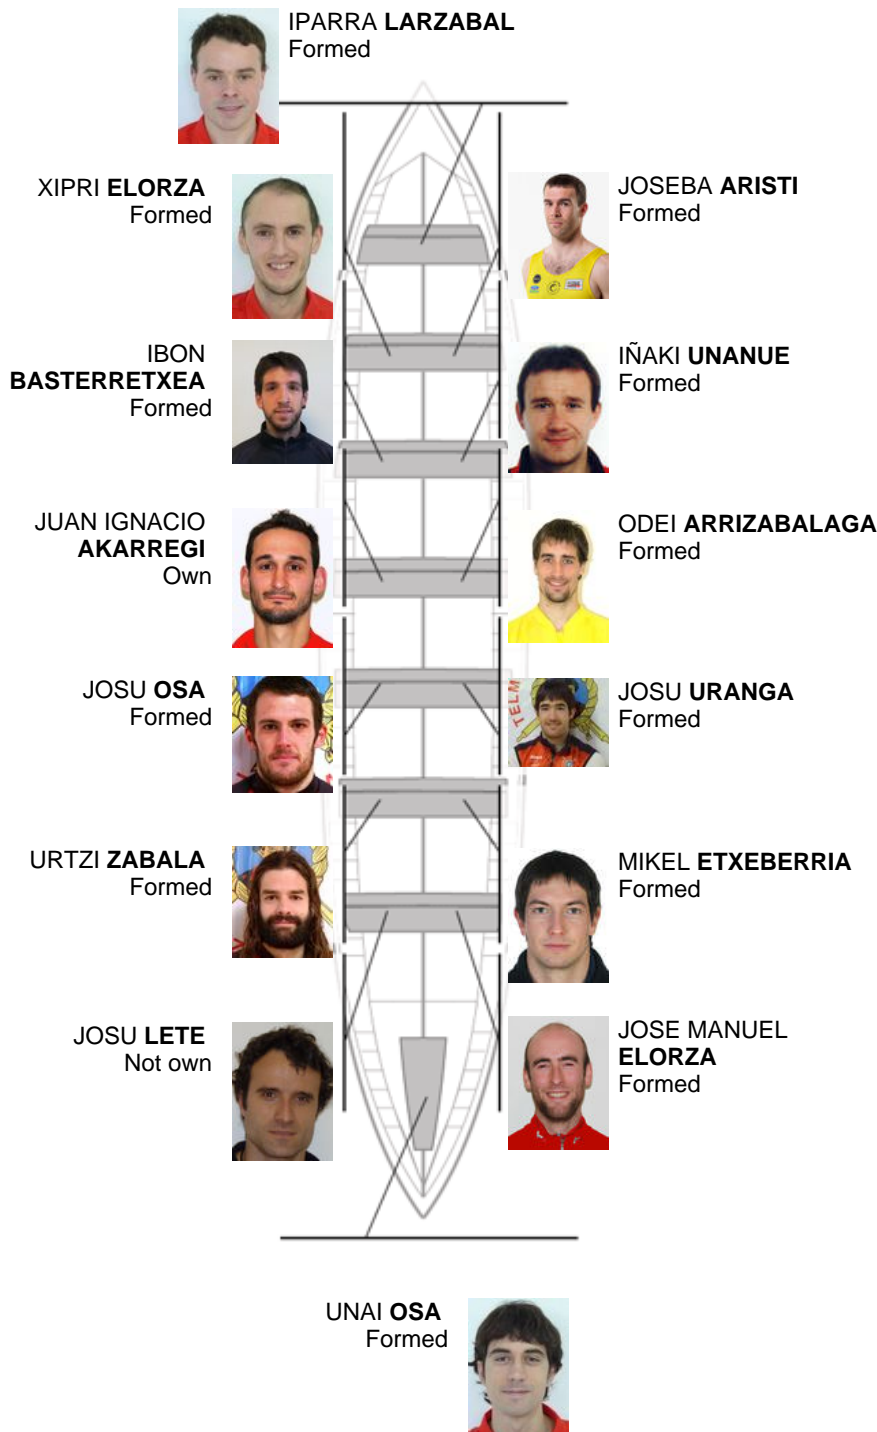 IPARRA LARZABAL
Formed
XIPRI ELORZA
Formed
JOSEBA ARISTI
Formed
IBON
BASTERRETXEA
Formed
IÑAKI UNANUE
Formed
JUAN IGNACIO
AKARREGI
Own
ODEI ARRIZABALAGA
Formed
JOSU OSA
Formed
JOSU URANGA
Formed
TELM
URTZI ZABALA
Formed
MIKEL ETXEBERRIA
Formed
JOSU LETE
Not own
JOSE MANUEL
ELORZA
Formed
UNAI OSA
Formed